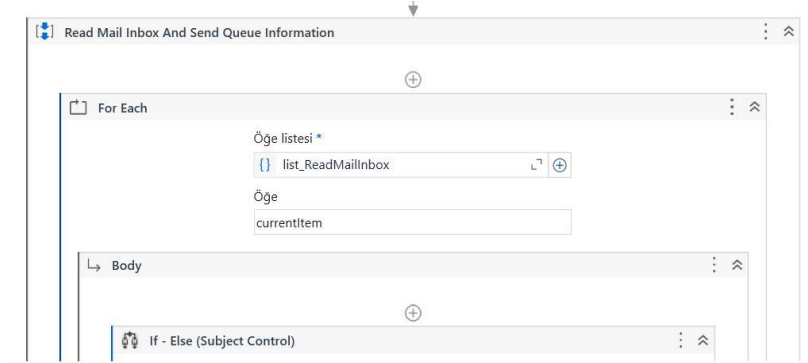 Read Mail Inbox And Send Queue Information
For Each
Öğe listesi *
{} list_ReadMailInbox
Öğe
currentItem
Body
If - Else (Subject Control)